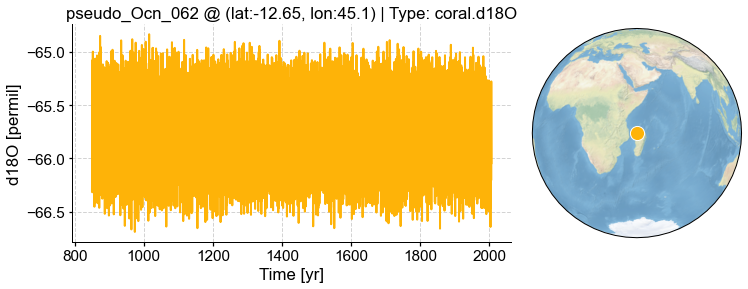 pseudo_Ocn_062 @ (lat:-12.65, lon:45.1) | Type: coral.d18O
−65.0
−65.5
−66.0
−66.5
d18O [permil]
800 1000 1200 1400 1600 1800 2000
Time [yr]